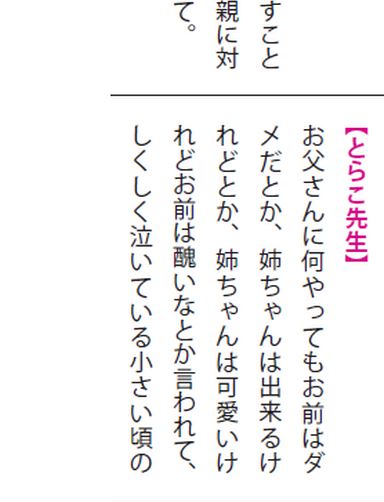 すこと
親に対
て。
【とらこ先生】
お父さんに何やってもお前はダ
メだとか、姉ちゃんは出来るけ
れどとか、姉ちゃんは可愛いけ
れどお前は醜いなとか言われて、
しくしく泣いている小さい頃の